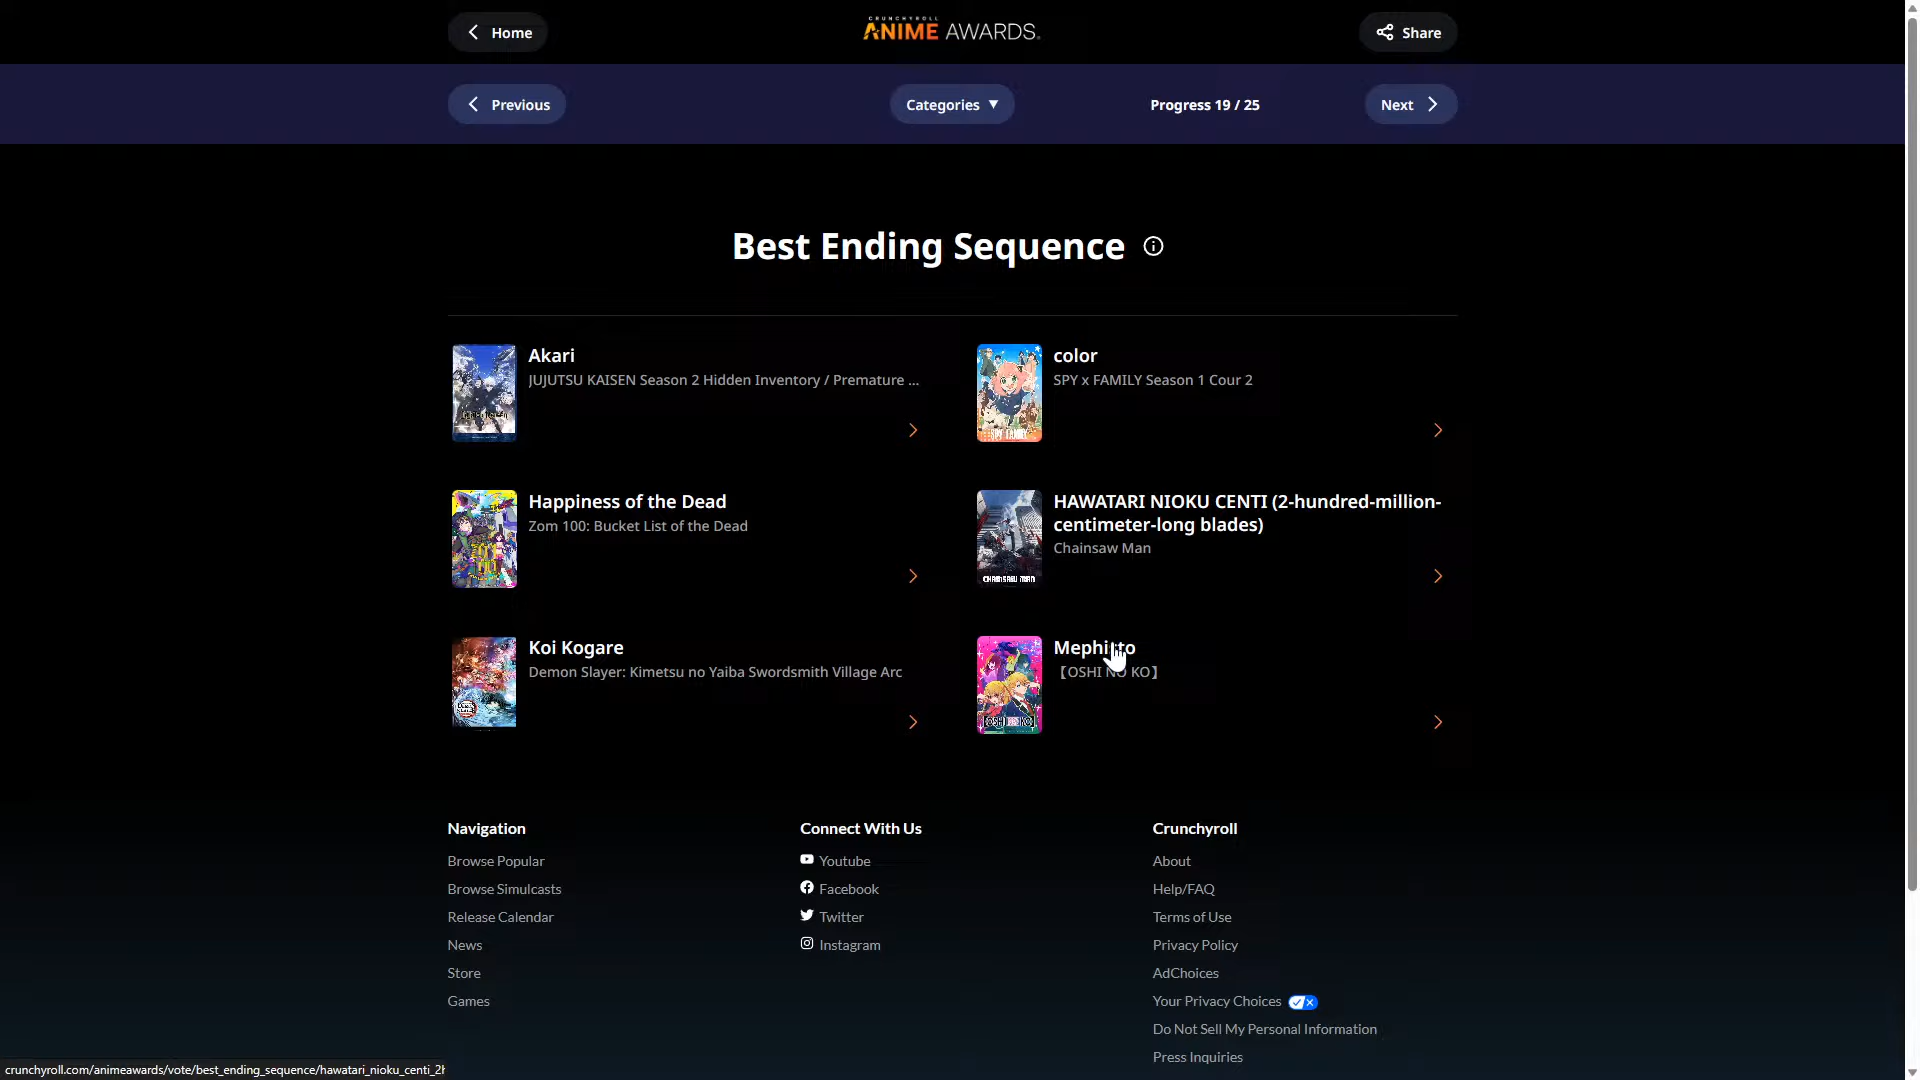 Home
CRUNCHYROLL
ANIME AWARDS.
Share
Previous
Categories ▼
Progress 19 / 25
Next
Best Ending Sequence
Akari
JUJUTSU KAISEN Season 2 Hidden Inventory / Premature ...
color
SPY x FAMILY Season 1 Cour 2
SPY FAMILY
Happiness of the Dead
Zom 100: Bucket List of the Dead
HAWATARI NIOKU CENTI (2-hundred-million-
centimeter-long blades)
Chainsaw Man
CHAINSAW MAN
Koi Kogare
Demon Slayer: Kimetsu no Yaiba Swordsmith Village Arc
【OSHI NO KO】
Navigation
Browse Popular
Browse Simulcasts
Release Calendar
News
Store
Games
Connect With Us
Youtube
Facebook
Twitter
Instagram
Crunchyroll
About
Help/FAQ
Terms of Use
Privacy Policy
AdChoices
Your Privacy Choices
Do Not Sell My Personal Information
Press Inquiries
crunchyroll.com/animeawards/vote/best_ending_sequence/hawatari_nioku_centi_2h